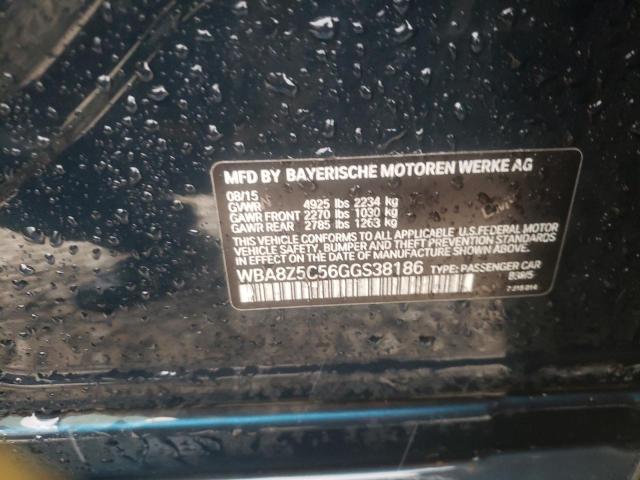 MFD BY BAYERISCHE MOTOREN WERKE AG
08/15
GVWR 4925 lbs 2234 kg
GAWR FRONT 2270 lbs 1030 kg
GAWR REAR 2785 lbs 1263 kg
THIS VEHICLE CONFORMS TO ALL APPLICABLE U.S.FEDERAL MOTOR
VEHICLE SAFETY, BUMPER, AND THEFT PREVENTION STANDARDS
IN EFFECT ON THE DATE OF MANUFACTURE SHOWN ABOVE.
WBA8Z5C56GGS38186 TYPE: PASSENGER CAR